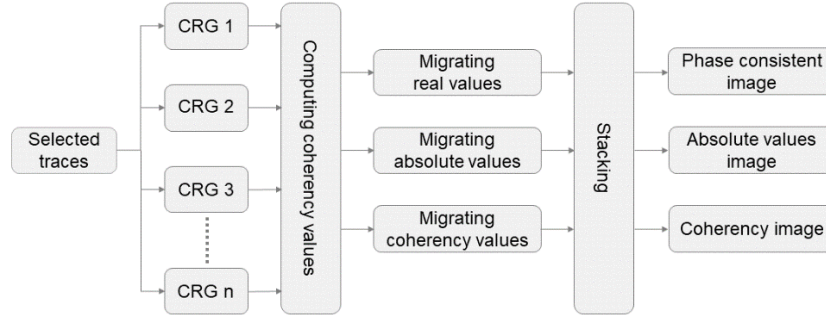 Selected
traces
CRG 1
CRG 2
CRG 3
CRG n
Computing coherency values
Migrating
real values
Migrating
absolute values
Migrating
coherency values
Stacking
Phase consistent
image
Absolute values
image
Coherency image